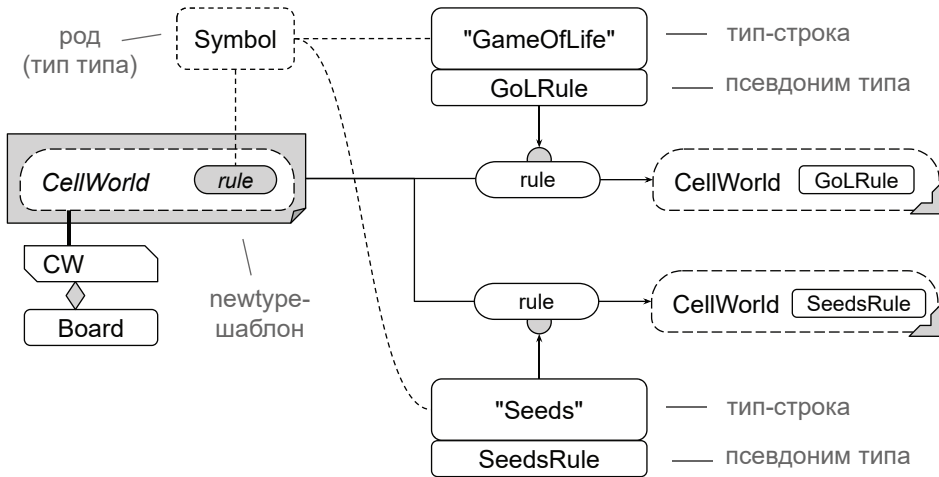 род
(тип типа)
Symbol
"GameOfLife"
тип-строка
GoLRule
псевдоним типа
CellWorld
rule
rule
CellWorld
GoLRule
CW
Board
newtype-
шаблон
rule
CellWorld
SeedsRule
"Seeds"
тип-строка
SeedsRule
псевдоним типа